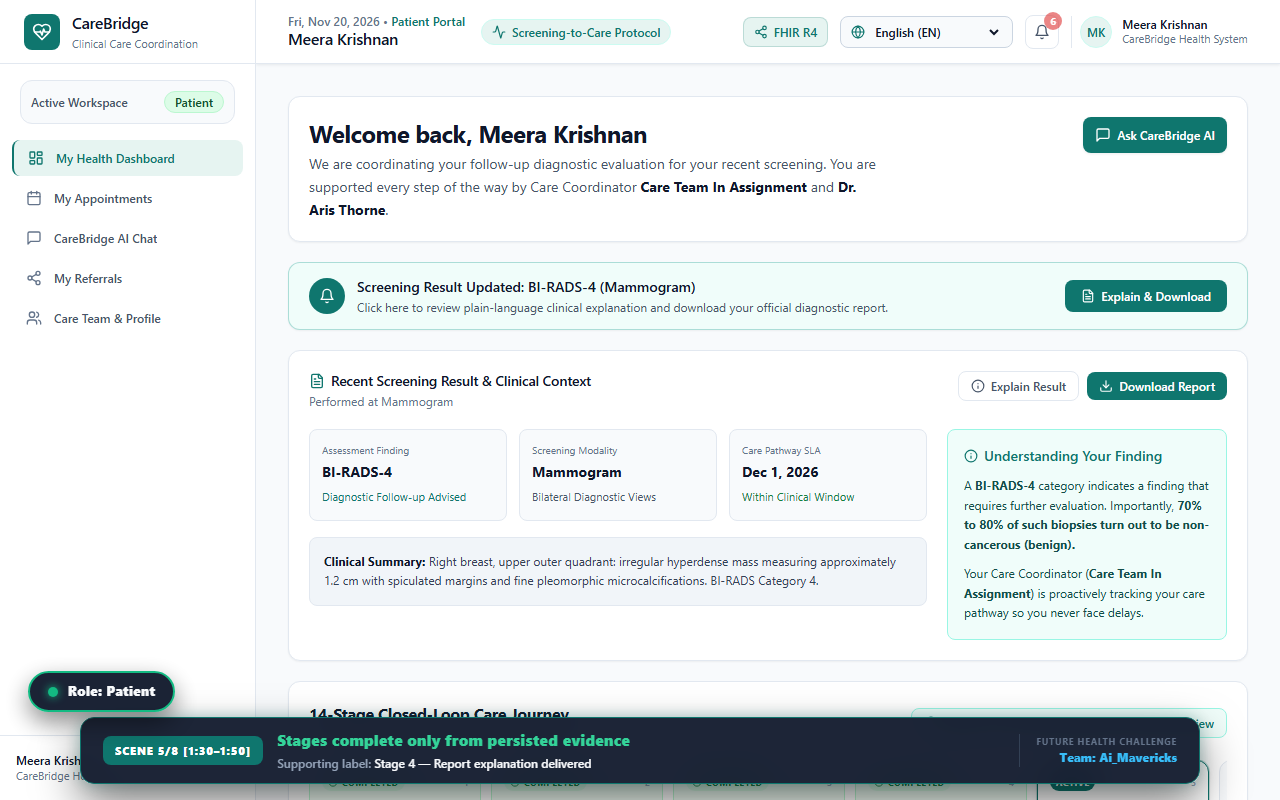 CareBridge
Clinical Care Coordination
Fri, Nov 20, 2026 • Patient Portal
Meera Krishnan
Screening-to-Care Protocol
FHIR R4
English (EN)
6
MK
Meera Krishnan
CareBridge Health System
Active Workspace
Patient
My Health Dashboard
My Appointments
CareBridge AI Chat
My Referrals
Care Team & Profile
Welcome back, Meera Krishnan
We are coordinating your follow-up diagnostic evaluation for your recent screening. You are
supported every step of the way by Care Coordinator Care Team In Assignment and Dr.
Aris Thorne.
Ask CareBridge AI
Screening Result Updated: BI-RADS-4 (Mammogram)
Click here to review plain-language clinical explanation and download your official diagnostic report.
Explain & Download
Recent Screening Result & Clinical Context
Performed at Mammogram
Explain Result
Download Report
Assessment Finding
BI-RADS-4
Diagnostic Follow-up Advised
Screening Modality
Mammogram
Bilateral Diagnostic Views
Care Pathway SLA
Dec 1, 2026
Within Clinical Window
Clinical Summary: Right breast, upper outer quadrant: irregular hyperdense mass measuring approximately
1.2 cm with spiculated margins and fine pleomorphic microcalcifications. BI-RADS Category 4.
Understanding Your Finding
A BI-RADS-4 category indicates a finding that
requires further evaluation. Importantly, 70%
to 80% of such biopsies turn out to be non-
cancerous (benign).
Your Care Coordinator (Care Team In
Assignment) is proactively tracking your care
pathway so you never face delays.
Role: Patient
14-Stage Closed-Loop Care Journey
SCENE 5/8 [1:30–1:50]
Stages complete only from persisted evidence
Supporting label: Stage 4 — Report explanation delivered
FUTURE HEALTH CHALLENGE
Team: Ai_Mavericks
Meera Krish
CareBridge H